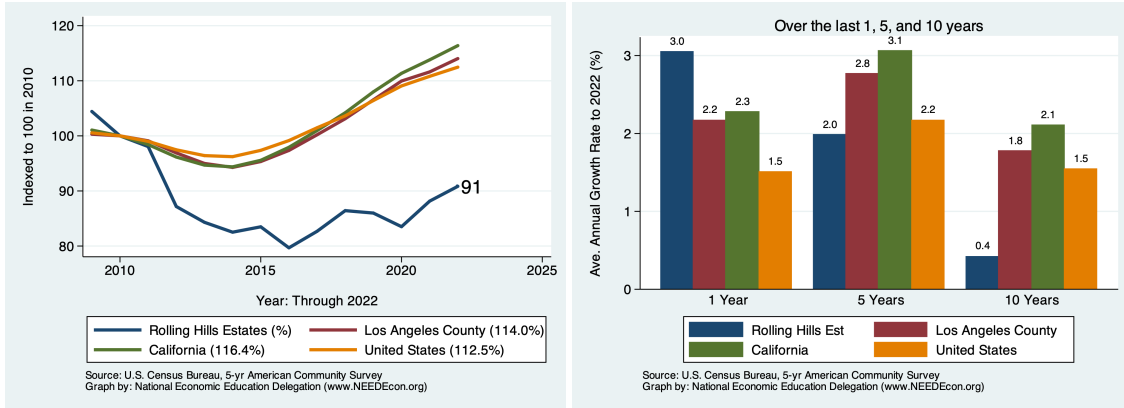 120
110
100
90
80
Indexed to 100 in 2010
91
2010
2015
2020
2025
Year: Through 2022
Rolling Hills Estates (%)
Los Angeles County (114.0%)
California (116.4%)
United States (112.5%)
Source: U.S. Census Bureau, 5-yr American Community Survey
Graph by: National Economic Education Delegation (www.NEEDEcon.org)
Over the last 1, 5, and 10 years
Ave. Annual Growth Rate to 2022 (%)
3
2
1
0
3.0
2.2
2.3
1.5
2.0
2.8
3.1
2.2
0.4
1.8
2.1
1.5
1 Year
5 Years
10 Years
Rolling Hills Est
Los Angeles County
California
United States
Source: U.S. Census Bureau, 5-yr American Community Survey
Graph by: National Economic Education Delegation (www.NEEDEcon.org)